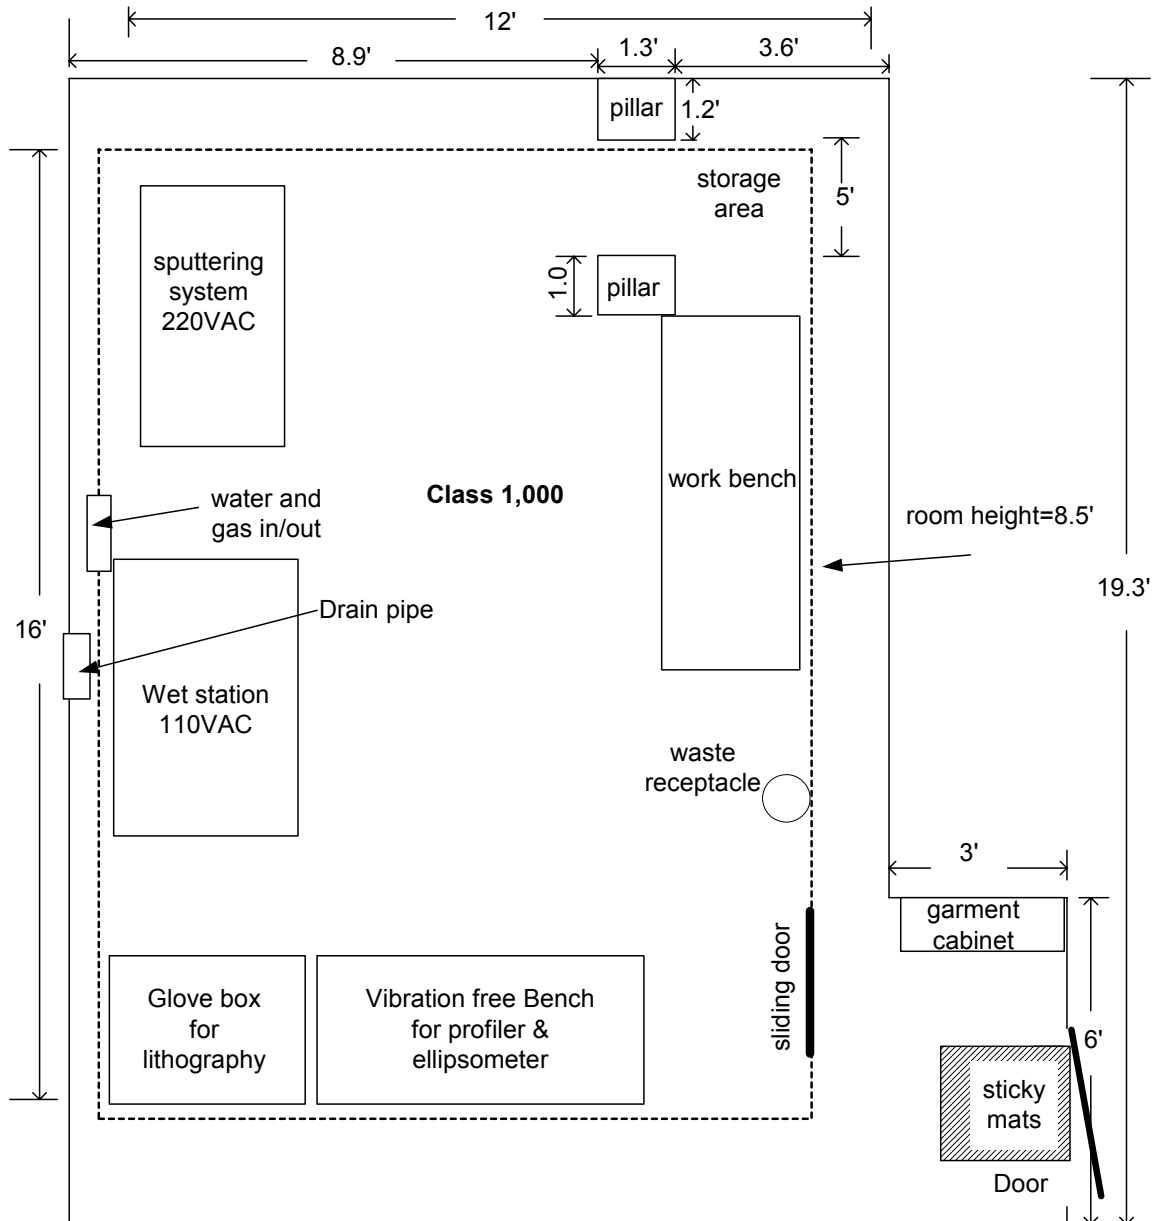 12'
8.9'
1.3'
3.6'
pillar
1.2'
storage
area
5'
sputtering
system
220VAC
1.0
pillar
work bench
Class 1,000
water and
gas in/out
room height=8.5'
19.3'
16'
Drain pipe
Wet station
110VAC
waste
receptacle
3'
garment
cabinet
sliding door
Glove box
for
lithography
Vibration free Bench
for profiler &
ellipsometer
6'
sticky
mats
Door